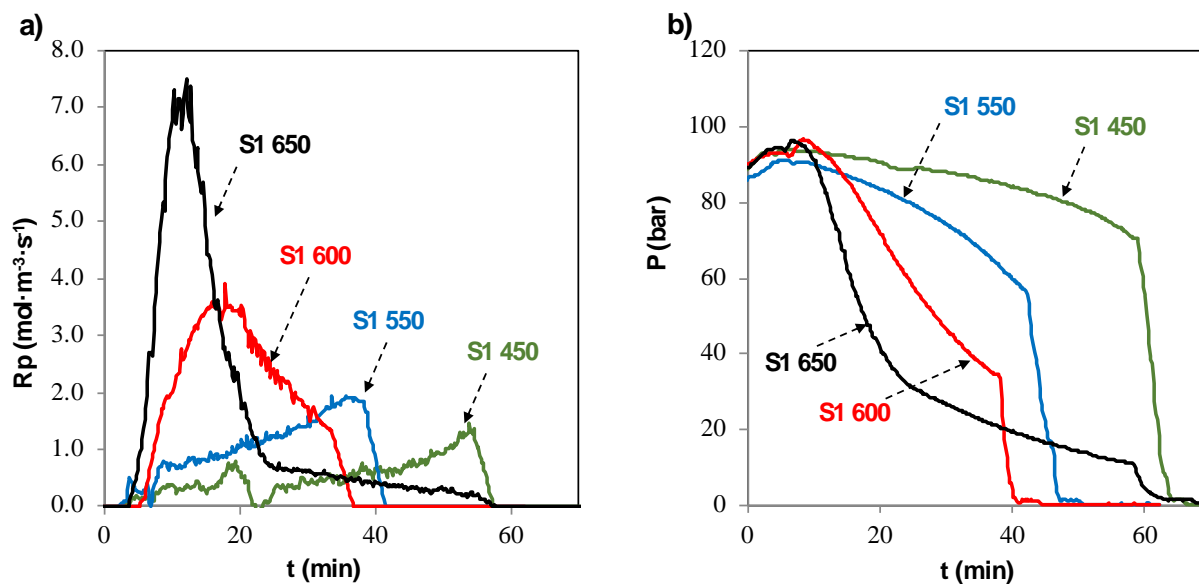 a)
8.0
7.0
6.0
5.0
4.0
3.0
2.0
1.0
0.0
Rp (mol·m⁻³·s⁻¹)
S1 650
S1 600
S1 550
S1 450
0 20 40 60
t (min)
b)
120
100
80
60
40
20
0
P (bar)
S1 550
S1 450
S1 650
S1 600
0 20 40 60
t (min)